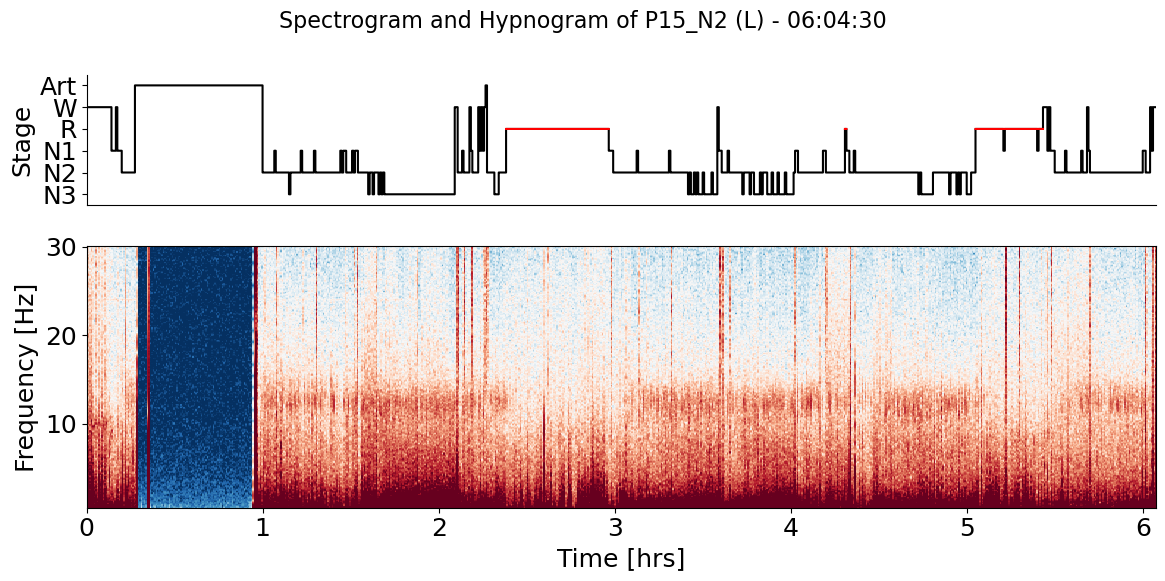 Spectrogram and Hypnogram of P15_N2 (L) - 06:04:30
Stage
Art
W
R
N1
N2
N3
Frequency [Hz]
30
20
10
0 1 2 3 4 5 6
Time [hrs]